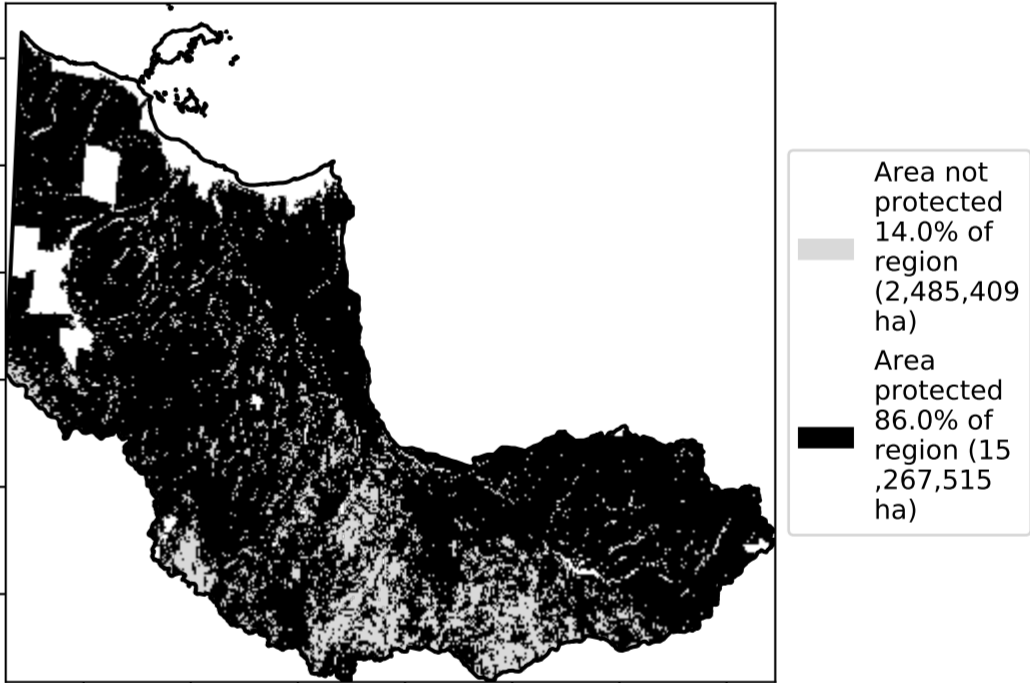 Area not
protected
14.0% of
region
(2,485,409
ha)
Area
protected
86.0% of
region (15
,267,515
ha)